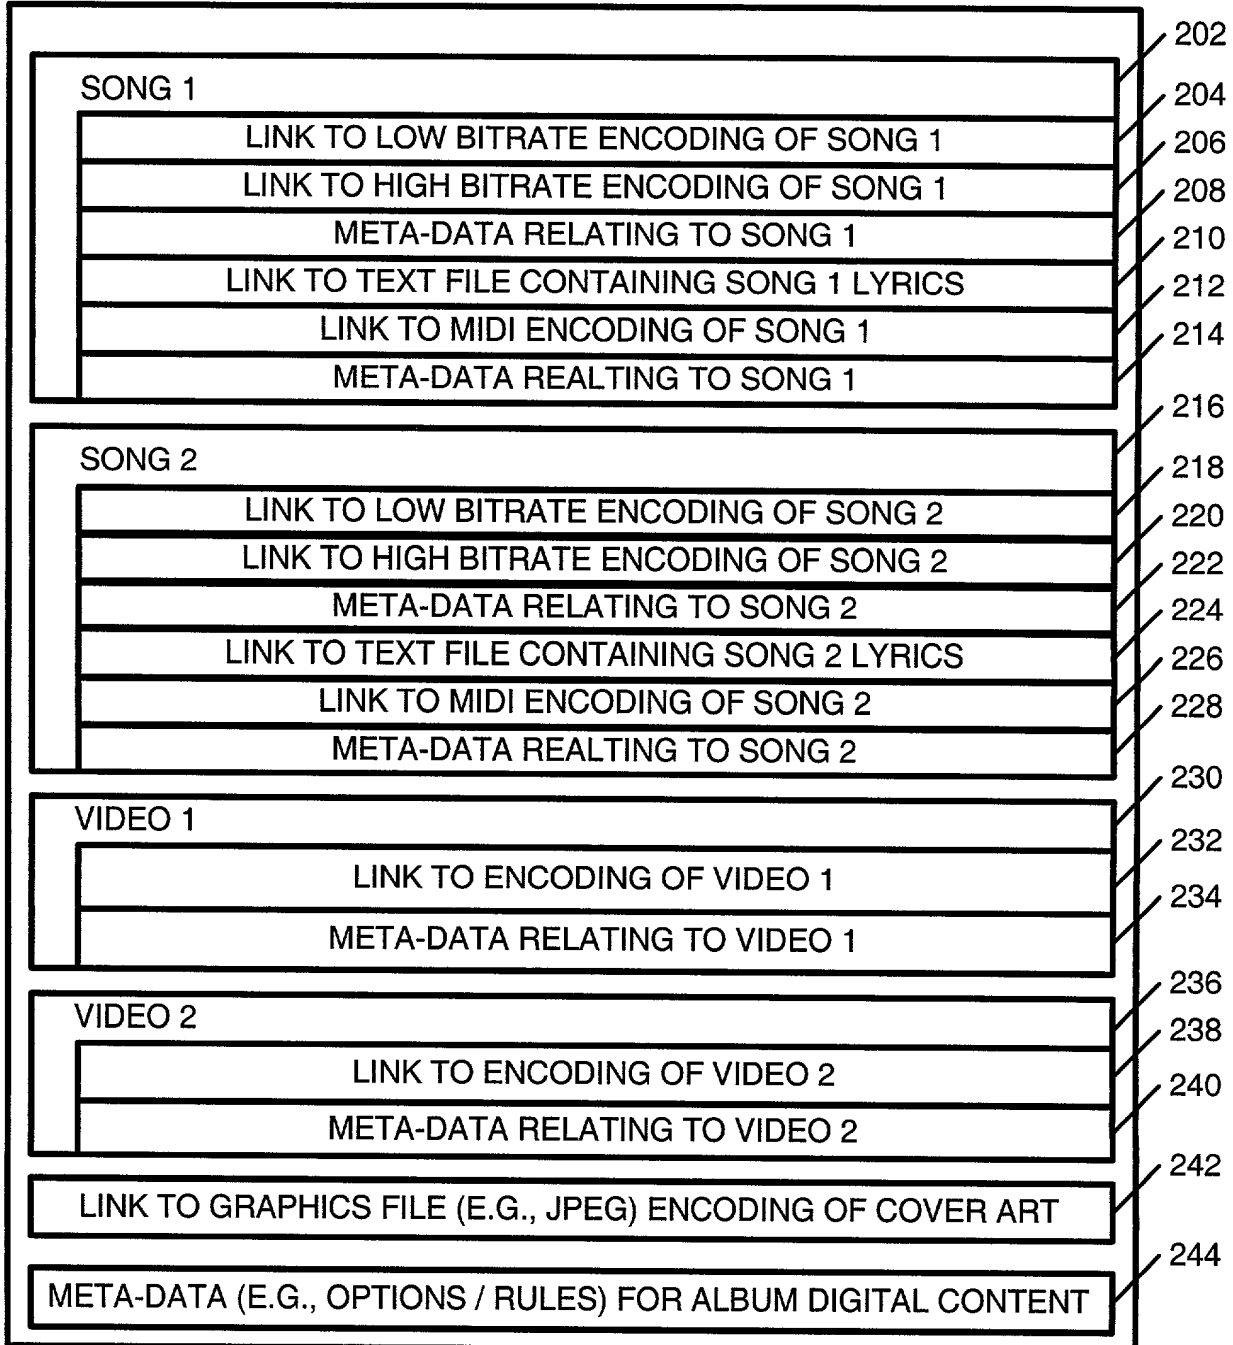 202
SONG 1
204
LINK TO LOW BITRATE ENCODING OF SONG 1
206
LINK TO HIGH BITRATE ENCODING OF SONG 1
208
META-DATA RELATING TO SONG 1
210
LINK TO TEXT FILE CONTAINING SONG 1 LYRICS
212
LINK TO MIDI ENCODING OF SONG 1
214
META-DATA REALTING TO SONG 1
216
SONG 2
218
LINK TO LOW BITRATE ENCODING OF SONG 2
220
LINK TO HIGH BITRATE ENCODING OF SONG 2
222
META-DATA RELATING TO SONG 2
224
LINK TO TEXT FILE CONTAINING SONG 2 LYRICS
226
LINK TO MIDI ENCODING OF SONG 2
228
META-DATA REALTING TO SONG 2
230
VIDEO 1
232
LINK TO ENCODING OF VIDEO 1
234
META-DATA RELATING TO VIDEO 1
236
VIDEO 2
238
LINK TO ENCODING OF VIDEO 2
240
META-DATA RELATING TO VIDEO 2
242
LINK TO GRAPHICS FILE (E.G., JPEG) ENCODING OF COVER ART
244
META-DATA (E.G., OPTIONS / RULES) FOR ALBUM DIGITAL CONTENT